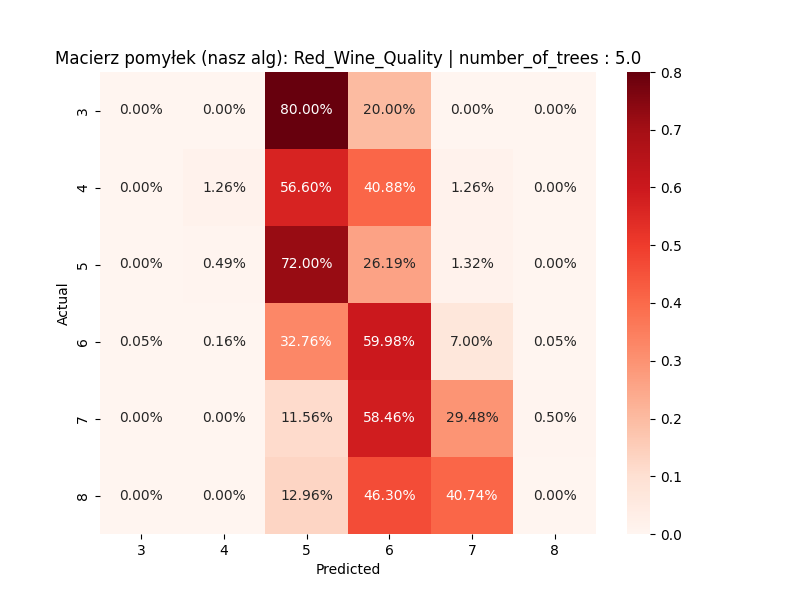 Macierz pomyłek (nasz alg): Red_Wine_Quality | number_of_trees : 5.0
3 0.00% 0.00% 80.00% 20.00% 0.00% 0.00%
4 0.00% 1.26% 56.60% 40.88% 1.26% 0.00%
5 0.00% 0.49% 72.00% 26.19% 1.32% 0.00%
6 0.05% 0.16% 32.76% 59.98% 7.00% 0.05%
7 0.00% 0.00% 11.56% 58.46% 29.48% 0.50%
8 0.00% 0.00% 12.96% 46.30% 40.74% 0.00%
Actual
3 4 5 6 7 8
Predicted
0.8
0.7
0.6
0.5
0.4
0.3
0.2
0.1
0.0